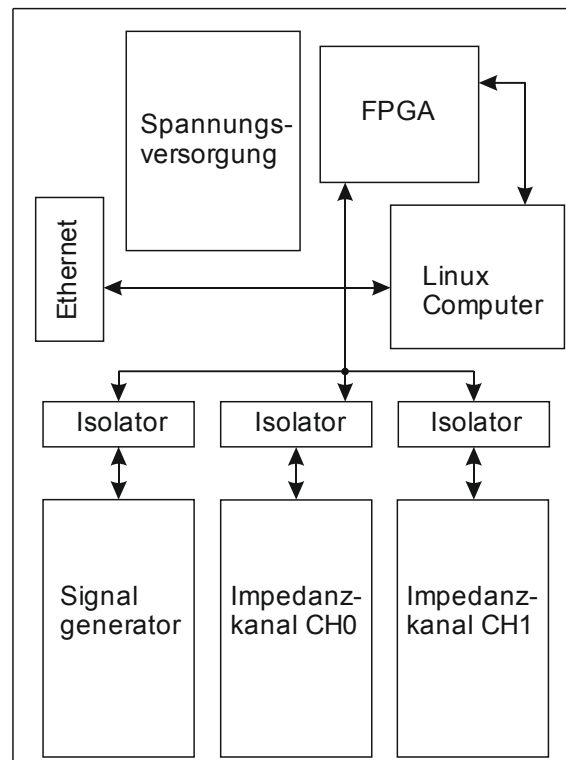 Spannungs-
versorgung
FPGA
Ethernet
Linux
Computer
Isolator
Isolator
Isolator
Signal
generator
Impedanz-
kanal CH0
Impedanz-
kanal CH1